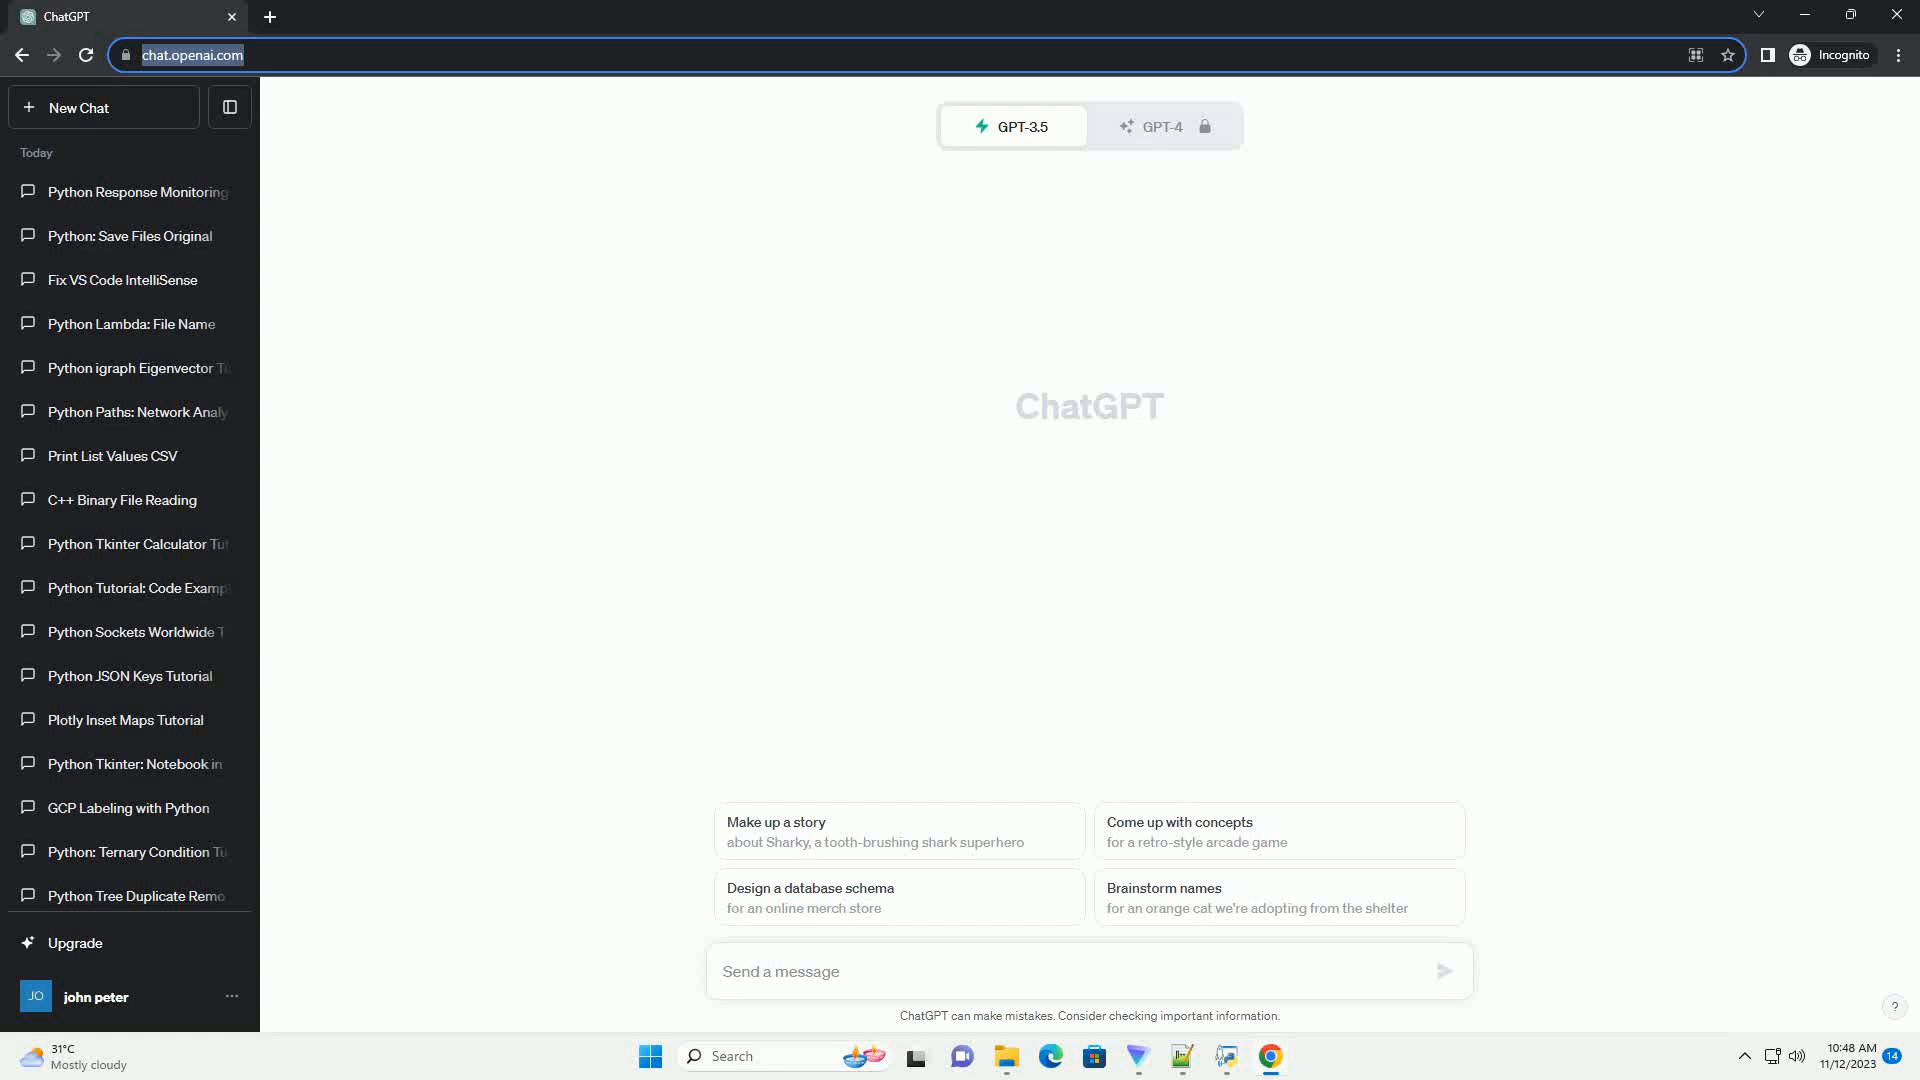 ChatGPT
chat.openai.com
Incognito
New Chat
GPT-3.5
GPT-4
Today
Python Response Monitoring
Python: Save Files Original
Fix VS Code IntelliSense
Python Lambda: File Name
Python igraph Eigenvector
Python Paths: Network Analy
Print List Values CSV
C++ Binary File Reading
Python Tkinter Calculator Tut
Python Tutorial: Code Examp
Python Sockets Worldwide T
Python JSON Keys Tutorial
Plotly Inset Maps Tutorial
Python Tkinter: Notebook in
GCP Labeling with Python
Python: Ternary Condition Tu
Python Tree Duplicate Remo
Upgrade
JO
john peter
ChatGPT
Make up a story
about Sharky, a tooth-brushing shark superhero
Come up with concepts
for a retro-style arcade game
Design a database schema
for an online merch store
Brainstorm names
for an orange cat we're adopting from the shelter
Send a message
ChatGPT can make mistakes. Consider checking important information.
?
31°C
Mostly cloudy
Search
10:48 AM
11/12/2023
14